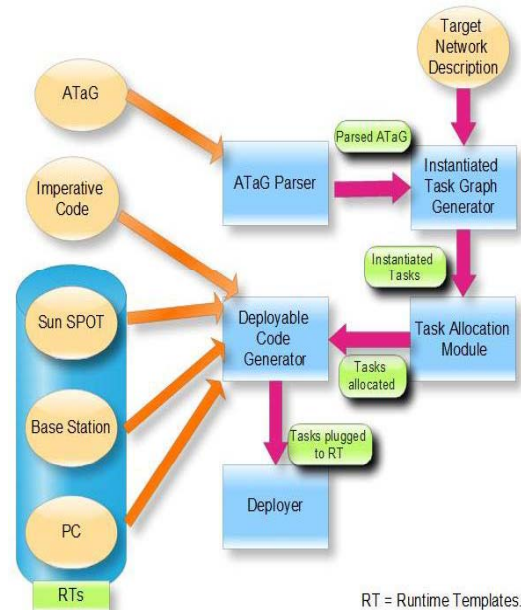 Target
Network
Description
ATaG
Parsed ATaG
ATaG Parser
Instantiated
Task Graph
Generator
Imperative
Code
Instantiated
Tasks
Sun SPOT
Deployable
Code
Generator
Task Allocation
Module
Tasks
allocated
Base Station
Tasks plugged
to RT
Deployer
PC
RTs
RT = Runtime Templates.